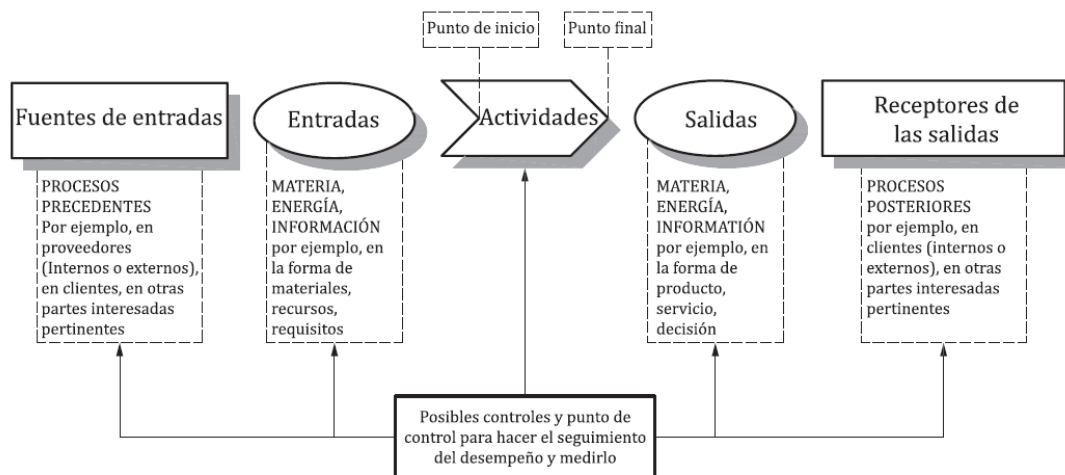 Punto de inicio
Punto final
Fuentes de entradas
Entradas
Actividades
Salidas
Receptores de
las salidas
PROCESOS
PRECEDENTES
Por ejemplo, en
proveedores
(Internos o externos),
en clientes, en otras
partes interesadas
pertinentes
MATERIA,
ENERGÍA,
INFORMACIÓN
por ejemplo, en
la forma de
materiales,
recursos,
requisitos
MATERIA,
ENERGÍA,
INFORMATIÓN
por ejemplo, en
la forma de
producto,
servicio,
decisión
PROCESOS
POSTERIORES
por ejemplo, en
clientes (internos o
externos), en otras
partes interesadas
pertinentes
Posibles controles y punto de
control para hacer el seguimiento
del desempeño y medirlo